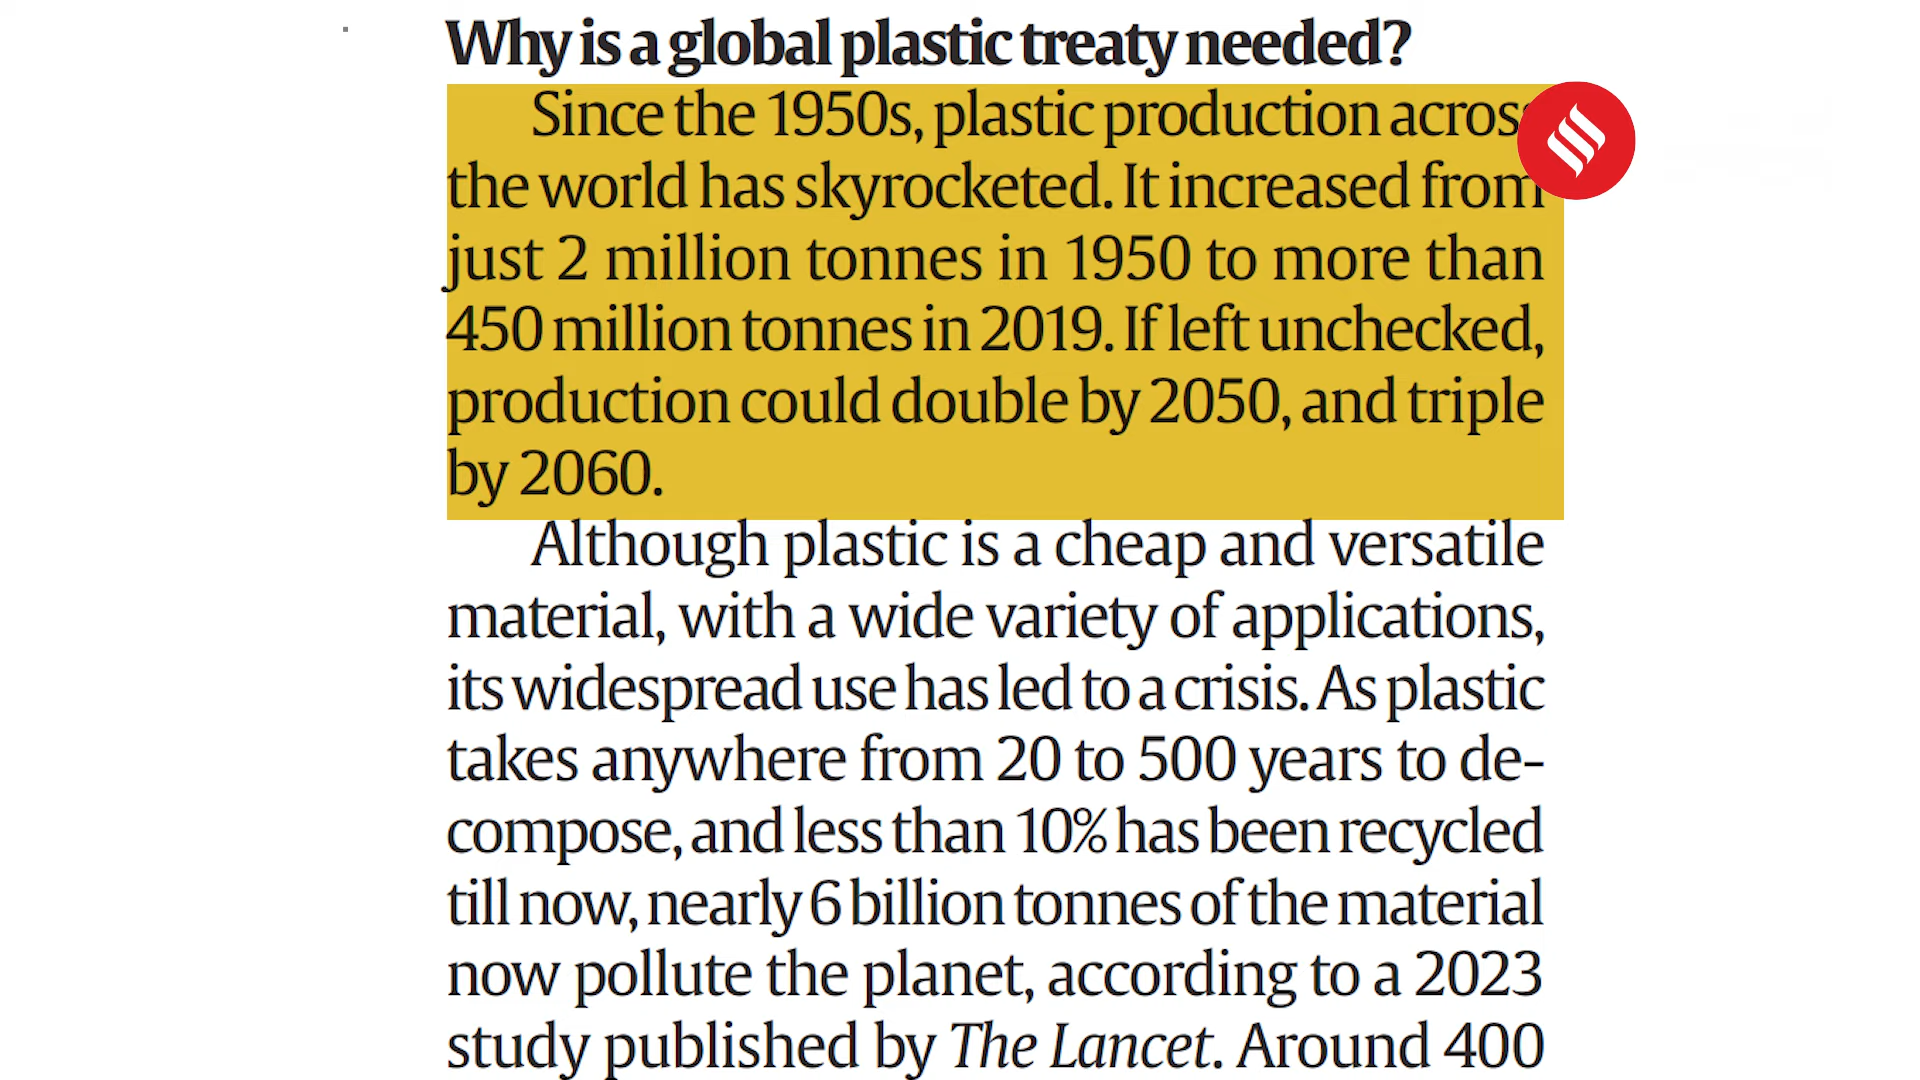 Why is a global plastic treaty needed?
Since the 1950s, plastic production across
the world has skyrocketed. It increased from
just 2 million tonnes in 1950 to more than
450 million tonnes in 2019. If left unchecked,
production could double by 2050, and triple
by 2060.
Although plastic is a cheap and versatile
material, with a wide variety of applications,
its widespread use has led to a crisis. As plastic
takes anywhere from 20 to 500 years to de-
compose, and less than 10% has been recycled
till now, nearly 6 billion tonnes of the material
now pollute the planet, according to a 2023
study published by The Lancet. Around 400